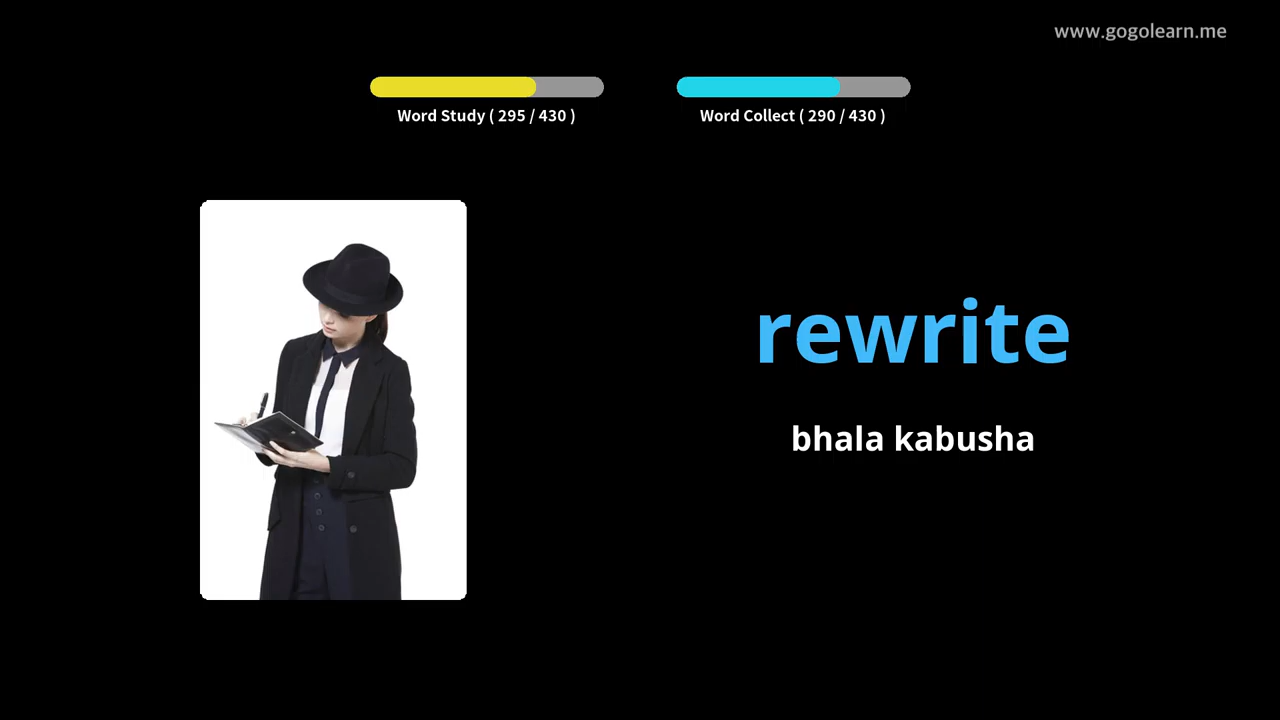 www.gogolearn.me
Word Study ( 295 / 430 )
Word Collect ( 290 / 430 )
rewrite
bhala kabusha